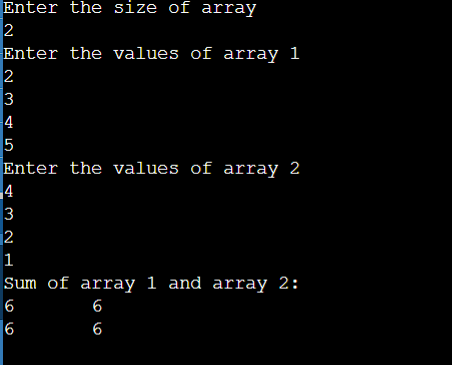 Enter the size of array
2
Enter the values of array 1
2
3
4
5
Enter the values of array 2
4
3
2
1
Sum of array 1 and array 2:
6 6
6 6